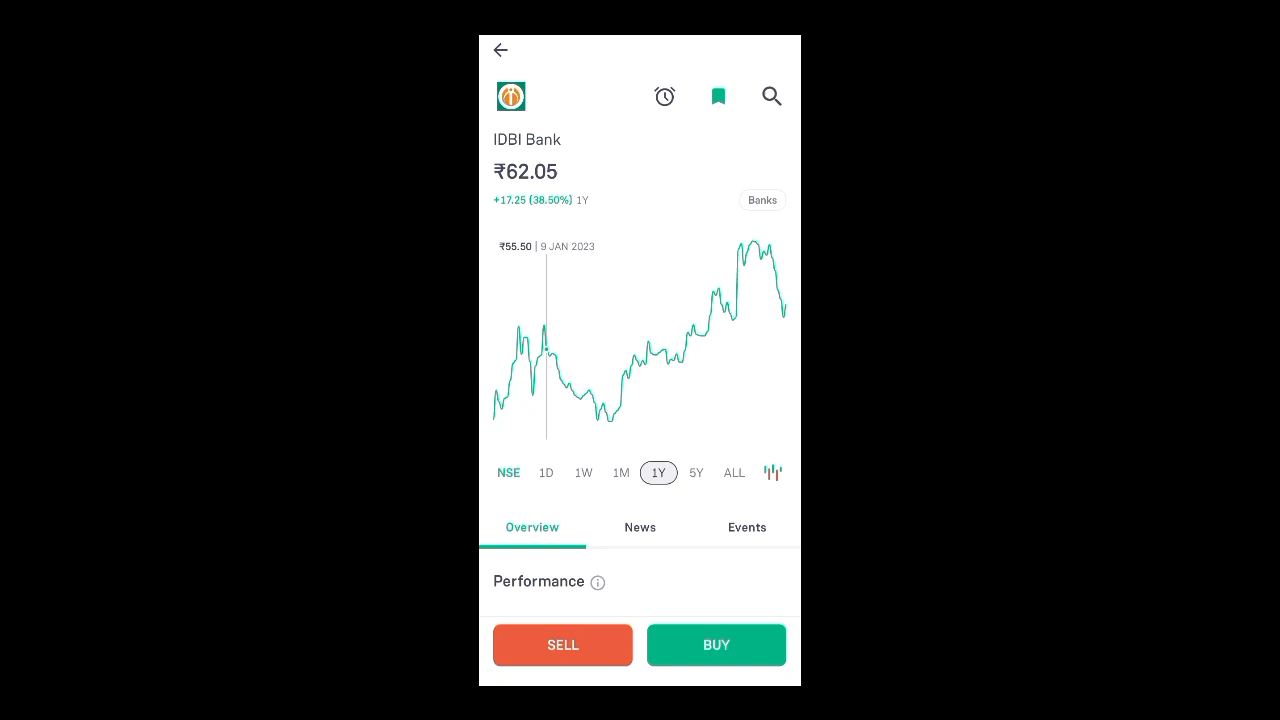 IDBI Bank
₹62.05
+17.25 (38.50%) 1Y
Banks
₹55.50 | 9 JAN 2023
NSE 1D 1W 1M 1Y 5Y ALL
Overview News Events
Performance
SELL BUY